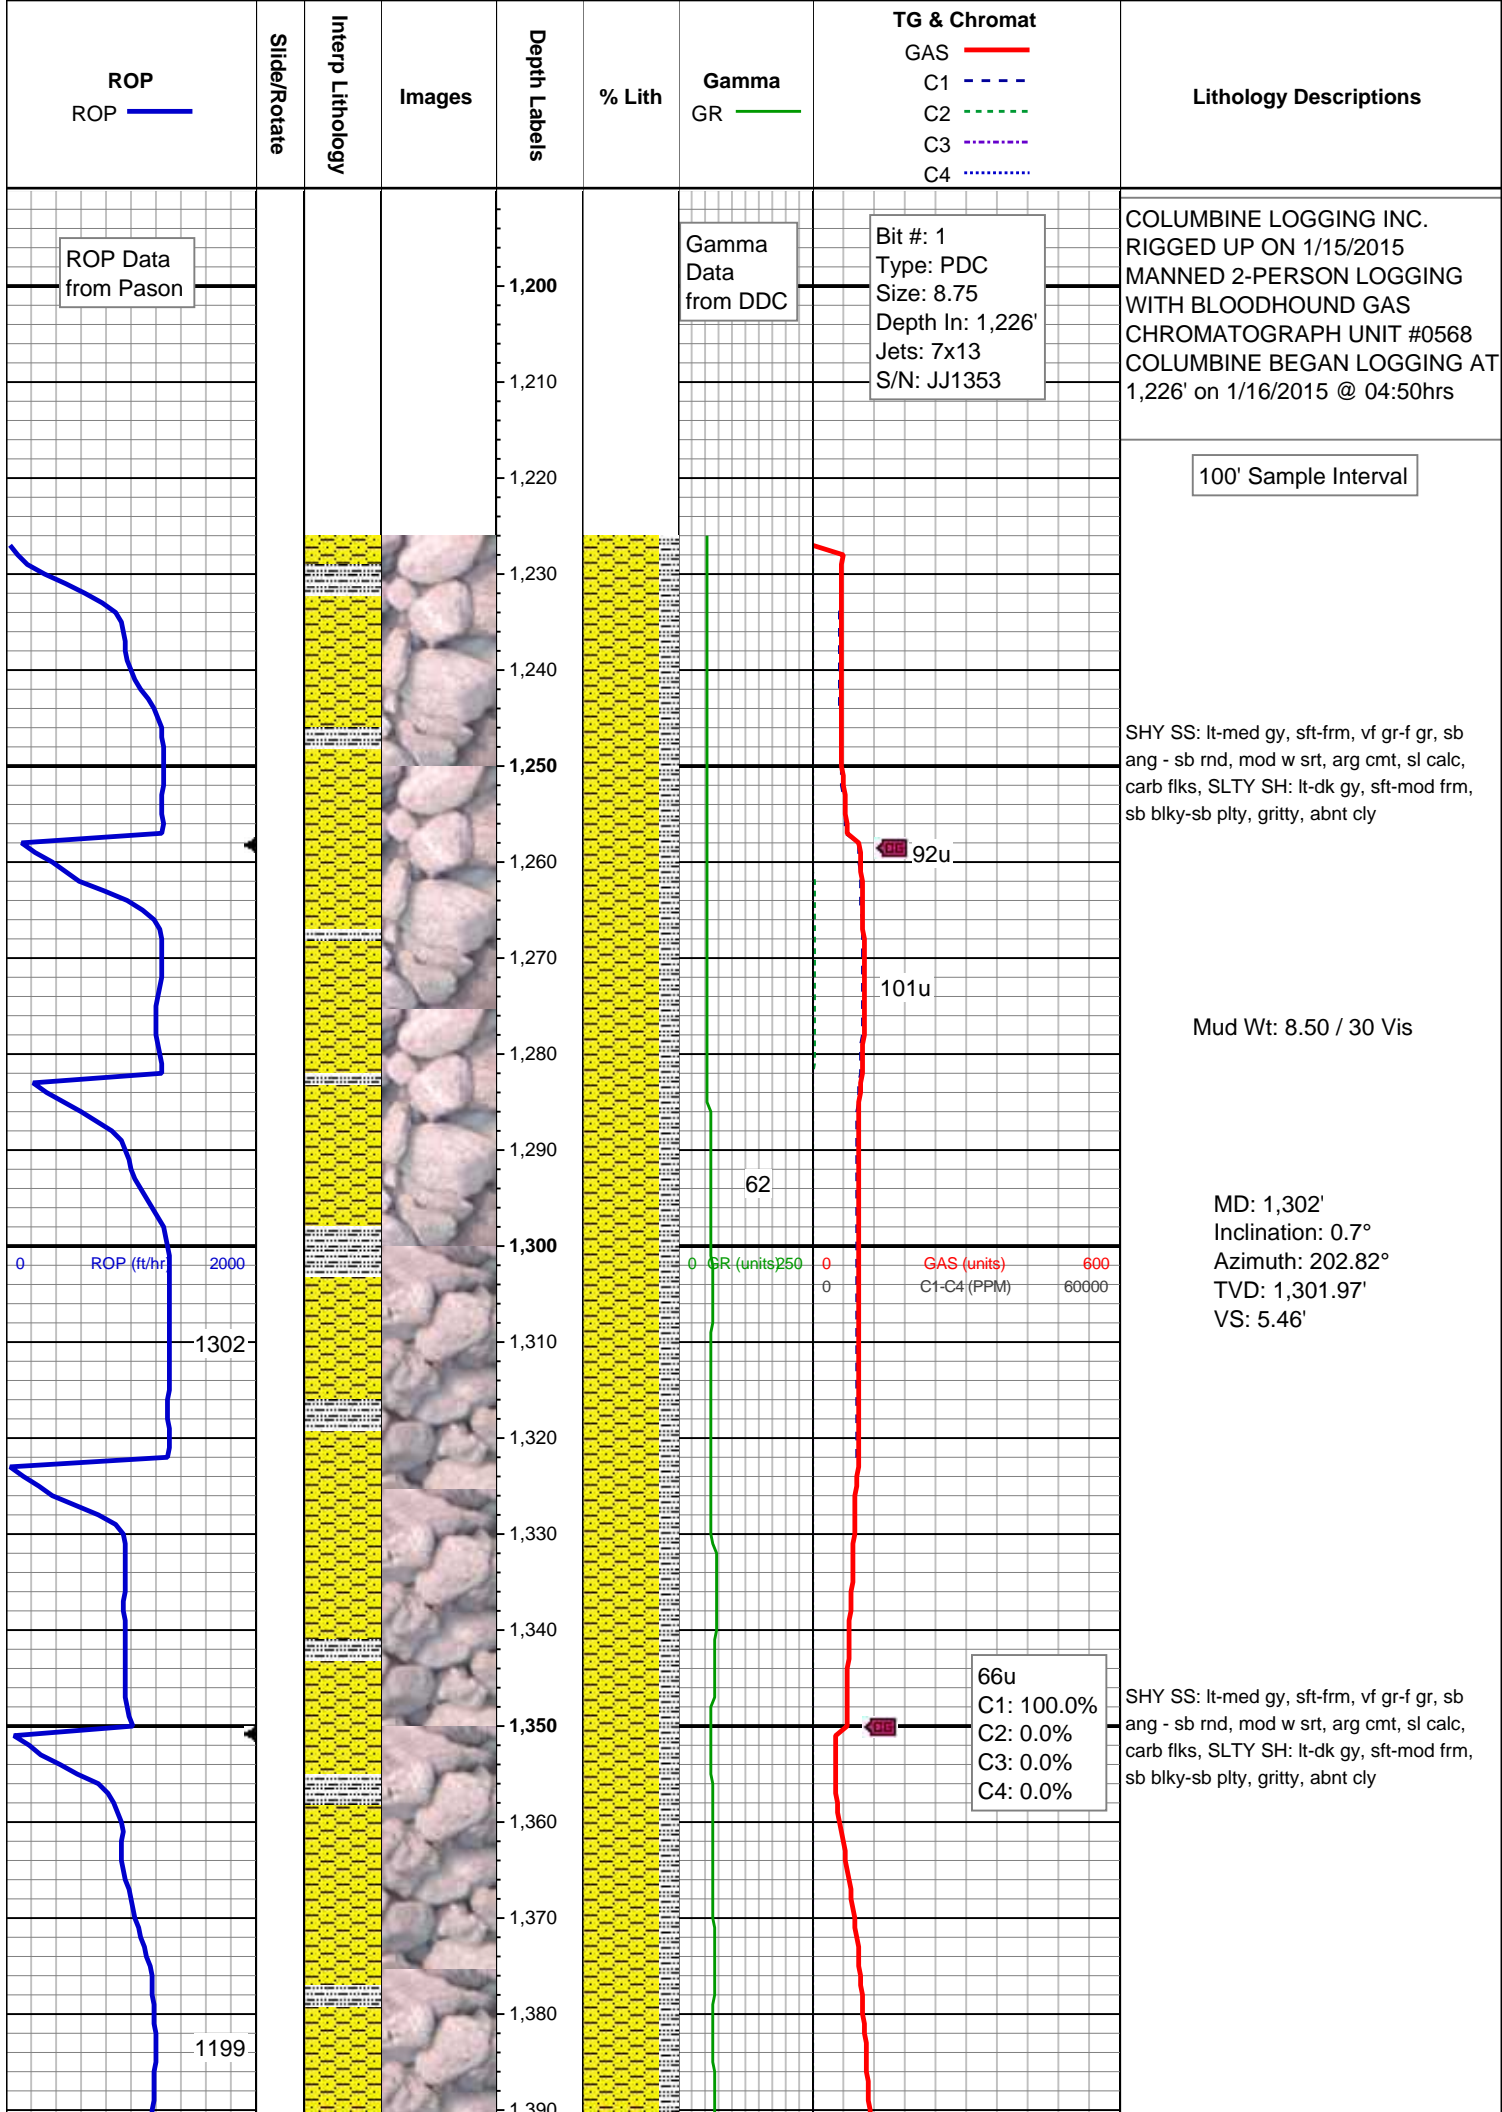 ROP
ROP
Slide/Rotate
Interp Lithology
Images
Depth Labels
% Lith
Gamma
GR
TG & Chromat
GAS
C1
C2
C3
C4
Lithology Descriptions
ROP Data
from Pason
Gamma
Data
from DDC
Bit #: 1
Type: PDC
Size: 8.75
Depth In: 1,226'
Jets: 7x13
S/N: JJ1353
COLUMBINE LOGGING INC.
RIGGED UP ON 1/15/2015
MANNED 2-PERSON LOGGING
WITH BLOODHOUND GAS
CHROMATOGRAPH UNIT #0568
COLUMBINE BEGAN LOGGING AT
1,226' on 1/16/2015 @ 04:50hrs
100' Sample Interval
1,200
1,210
1,220
1,230
1,240
1,250
1,260
1,270
1,280
1,290
1,300
1,310
1,320
1,330
1,340
1,350
1,360
1,370
1,380
1,390
SHY SS: lt-med gy, sft-frm, vf gr-f gr, sb
ang - sb rnd, mod w srt, arg cmt, sl calc,
carb flks, SLTY SH: lt-dk gy, sft-mod frm,
sb blky-sb plty, gritty, abnt cly
CG
92u
101u
Mud Wt: 8.50 / 30 Vis
62
MD: 1,302'
Inclination: 0.7°
Azimuth: 202.82°
TVD: 1,301.97'
VS: 5.46'
0 ROP (ft/hr) 2000
0 GR (units) 250
0 GAS (units) 600
0 C1-C4 (PPM) 60000
1302
66u
C1: 100.0%
C2: 0.0%
C3: 0.0%
C4: 0.0%
CG
SHY SS: lt-med gy, sft-frm, vf gr-f gr, sb
ang - sb rnd, mod w srt, arg cmt, sl calc,
carb flks, SLTY SH: lt-dk gy, sft-mod frm,
sb blky-sb plty, gritty, abnt cly
1199